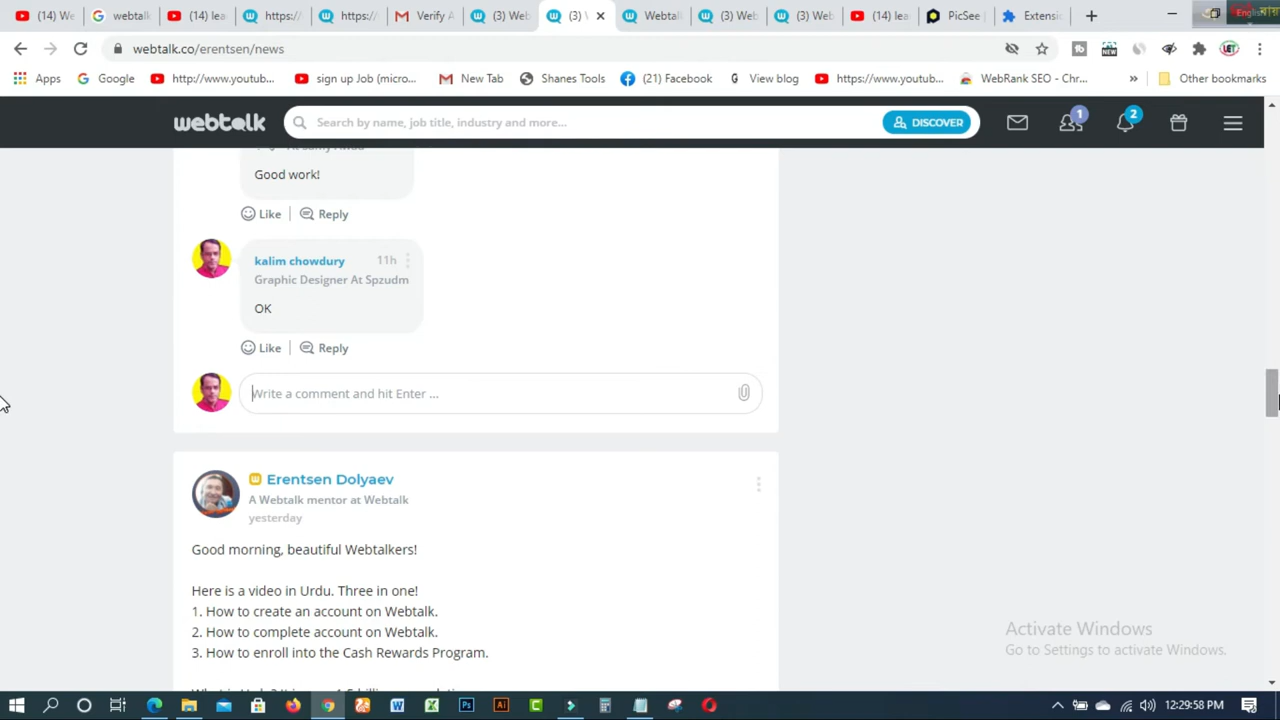 (14) We
webtalk
(14) lea
https:/
https:/
Verify A
(3) Web
(3)
Webtalk
(3) Web
(3) Web
(14) lea
PicSee
Extensic
English
webtalk.co/erentsen/news
Apps
Google
http://www.youtub...
sign up Job (micro...
New Tab
Shanes Tools
(21) Facebook
View blog
https://www.youtub...
WebRank SEO - Chr...
»
Other bookmarks
webtalk
Search by name, job title, industry and more...
DISCOVER
1
2
Good work!
Like
Reply
kalim chowdury 11h
Graphic Designer At Spzudm
OK
Like
Reply
Write a comment and hit Enter ...
Erentsen Dolyaev
A Webtalk mentor at Webtalk
yesterday
Good morning, beautiful Webtalkers!
Here is a video in Urdu. Three in one!
1. How to create an account on Webtalk.
2. How to complete account on Webtalk.
3. How to enroll into the Cash Rewards Program.
Activate Windows
Go to Settings to activate Windows.
12:29:58 PM